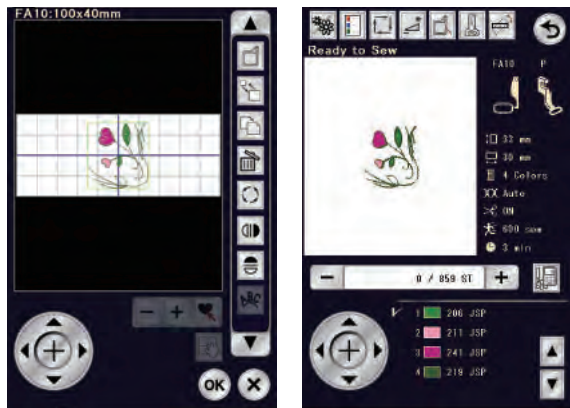 FA10:100x40mm
ABC
OK
Ready to Sew
FA10 P
32 mm
30 mm
4 Colors
Auto
ON
600 spm
3 min
0 / 859 ST
1 206 JSP
2 211 JSP
3 241 JSP
4 219 JSP